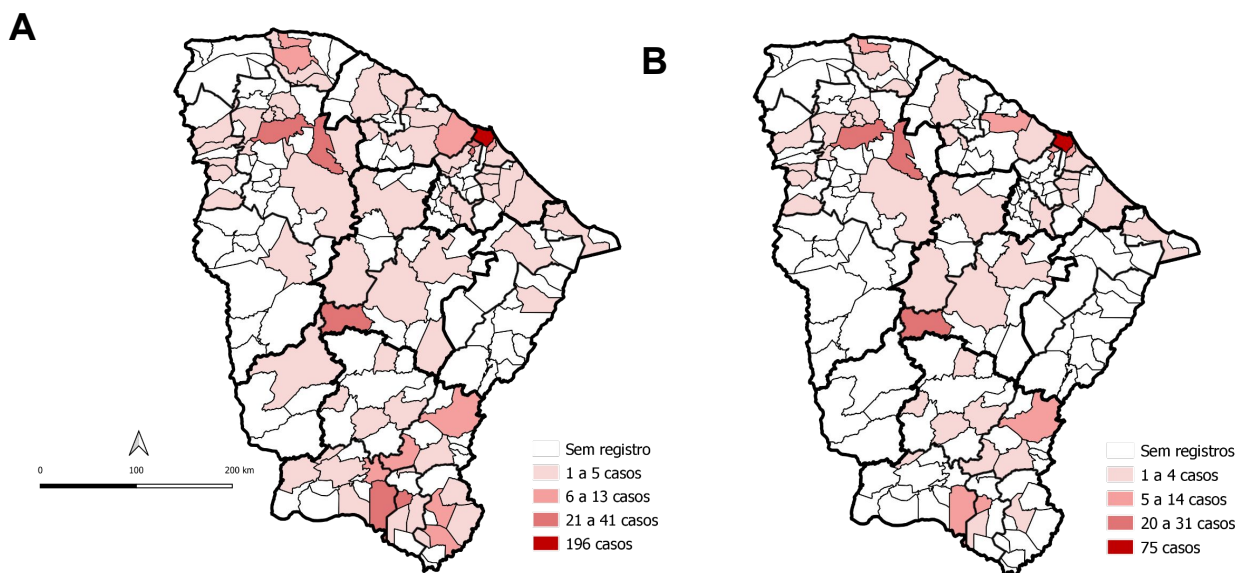 A
B
Sem registro
1 a 5 casos
6 a 13 casos
21 a 41 casos
196 casos
0 100 200 km
Sem registros
1 a 4 casos
5 a 14 casos
20 a 31 casos
75 casos